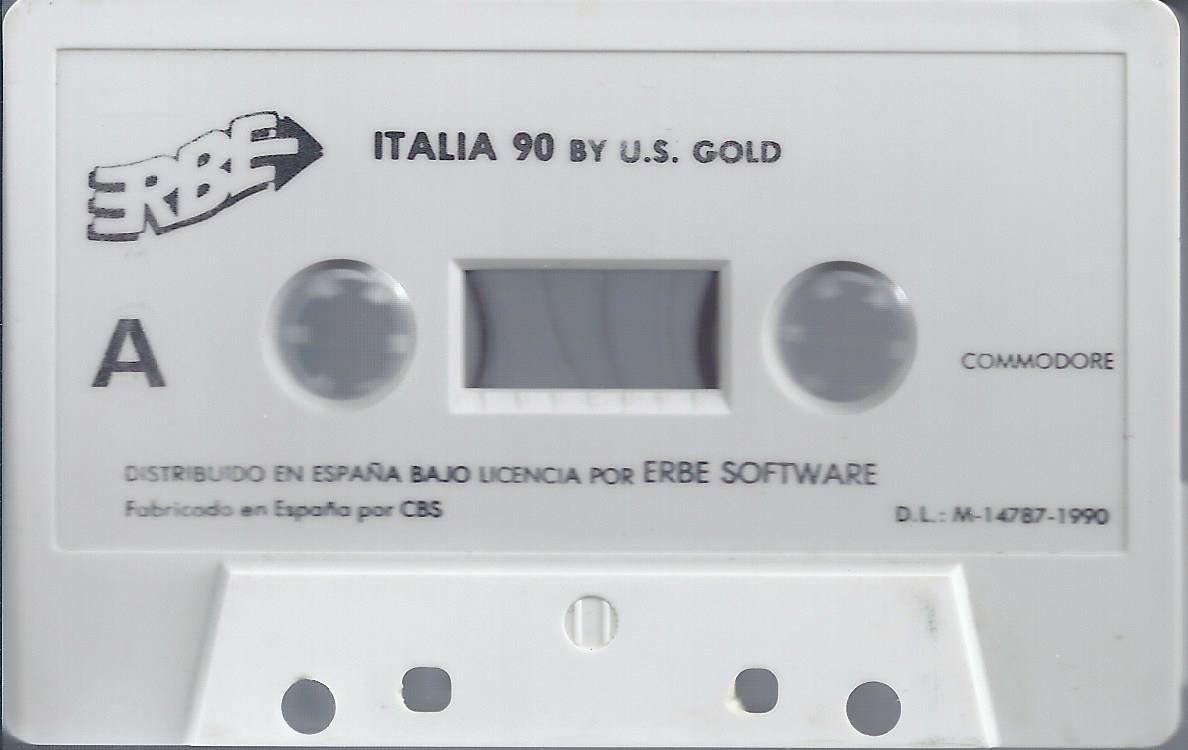 ERBE
ITALIA 90 BY U.S. GOLD
A
COMMODORE
DISTRIBUIDO EN ESPAÑA BAJO LICENCIA POR ERBE SOFTWARE
Fabricado en España por CBS
D.L.: M-14787-1990